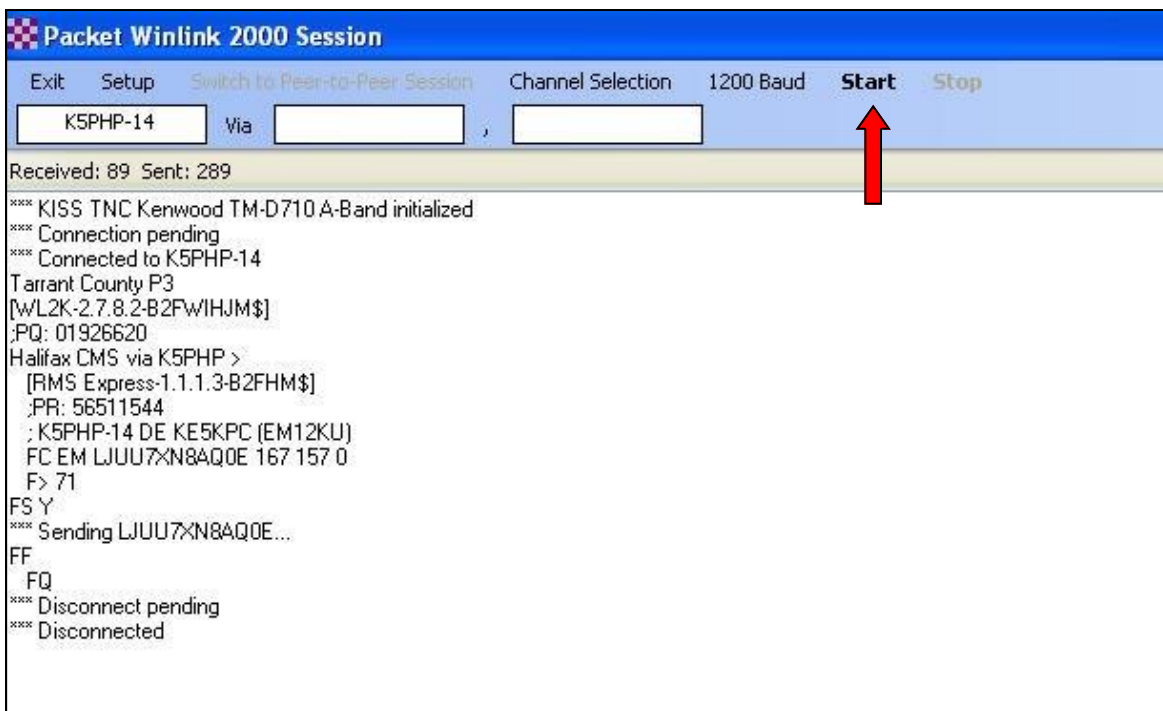 Packet Winlink 2000 Session
Exit Setup Switch to Peer-to-Peer Session Channel Selection 1200 Baud Start Stop
K5PHP-14 Via ,
Received: 89 Sent: 289
*** KISS TNC Kenwood TM-D710 A-Band initialized
*** Connection pending
*** Connected to K5PHP-14
Tarrant County P3
[WL2K-2.7.8.2-B2FWIHJM$]
;PQ: 01926620
Halifax CMS via K5PHP >
[RMS Express-1.1.1.3-B2FHM$]
;PR: 56511544
; K5PHP-14 DE KE5KPC (EM12KU)
FC EM LJUU7XN8AQ0E 167 157 0
F> 71
FS Y
*** Sending LJUU7XN8AQ0E...
FF
FQ
*** Disconnect pending
*** Disconnected